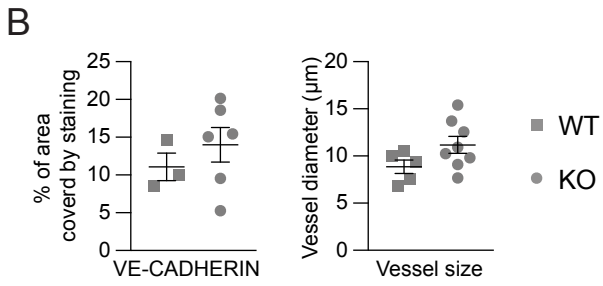 B
% of area
coverd by staining
25
20
15
10
5
0
VE-CADHERIN
Vessel diameter (µm)
20
15
10
5
0
Vessel size
WT
KO